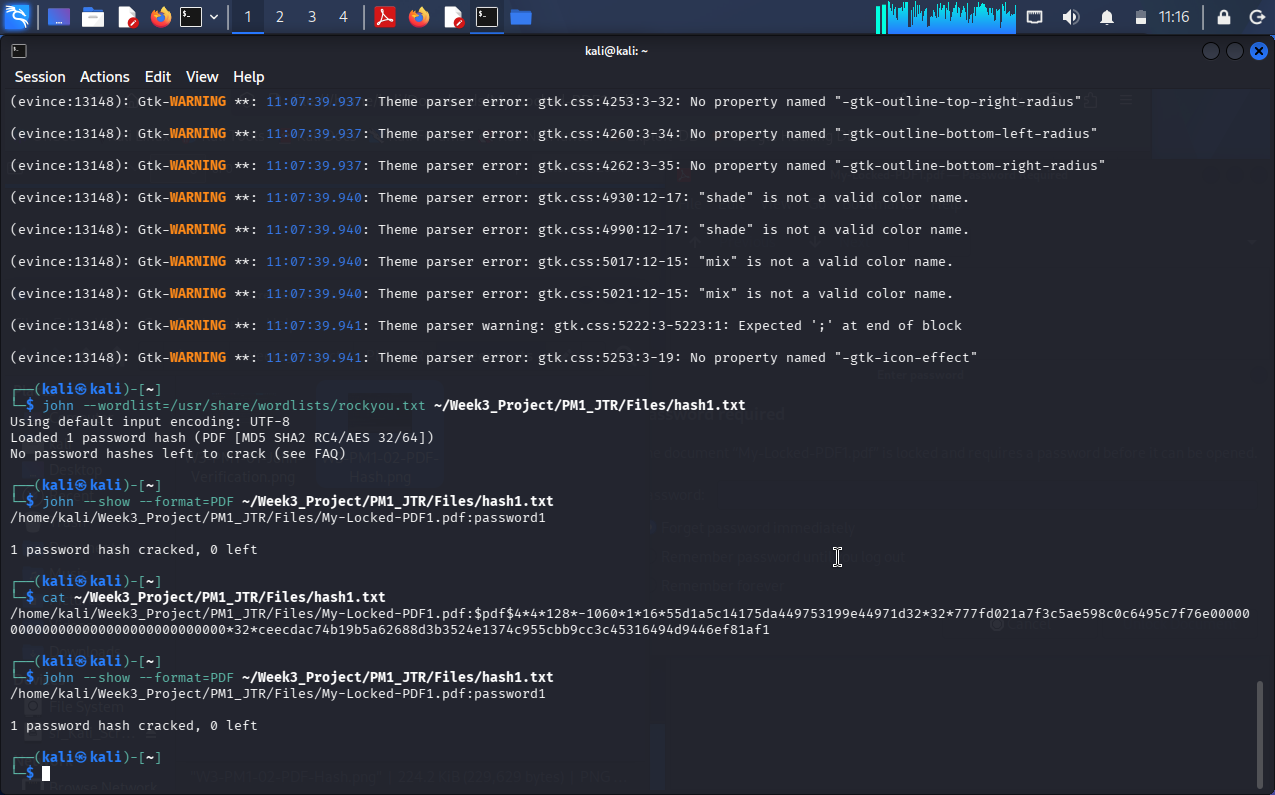 1 2 3 4 11:16
kali@kali: ~
Session Actions Edit View Help
(evince:13148): Gtk-WARNING **: 11:07:39.937: Theme parser error: gtk.css:4253:3-32: No property named "-gtk-outline-top-right-radius"
(evince:13148): Gtk-WARNING **: 11:07:39.937: Theme parser error: gtk.css:4260:3-34: No property named "-gtk-outline-bottom-left-radius"
(evince:13148): Gtk-WARNING **: 11:07:39.937: Theme parser error: gtk.css:4262:3-35: No property named "-gtk-outline-bottom-right-radius"
(evince:13148): Gtk-WARNING **: 11:07:39.940: Theme parser error: gtk.css:4930:12-17: "shade" is not a valid color name.
(evince:13148): Gtk-WARNING **: 11:07:39.940: Theme parser error: gtk.css:4990:12-17: "shade" is not a valid color name.
(evince:13148): Gtk-WARNING **: 11:07:39.940: Theme parser error: gtk.css:5017:12-15: "mix" is not a valid color name.
(evince:13148): Gtk-WARNING **: 11:07:39.940: Theme parser error: gtk.css:5021:12-15: "mix" is not a valid color name.
(evince:13148): Gtk-WARNING **: 11:07:39.941: Theme parser warning: gtk.css:5222:3-5223:1: Expected ';' at end of block
(evince:13148): Gtk-WARNING **: 11:07:39.941: Theme parser error: gtk.css:5253:3-19: No property named "-gtk-icon-effect"
┌──(kali㉿kali)-[~]
└─$ john --wordlist=/usr/share/wordlists/rockyou.txt ~/Week3_Project/PM1_JTR/Files/hash1.txt
Using default input encoding: UTF-8
Loaded 1 password hash (PDF [MD5 SHA2 RC4/AES 32/64])
No password hashes left to crack (see FAQ)
┌──(kali㉿kali)-[~]
└─$ john --show --format=PDF ~/Week3_Project/PM1_JTR/Files/hash1.txt
/home/kali/Week3_Project/PM1_JTR/Files/My-Locked-PDF1.pdf:password1
1 password hash cracked, 0 left
┌──(kali㉿kali)-[~]
└─$ cat ~/Week3_Project/PM1_JTR/Files/hash1.txt
/home/kali/Week3_Project/PM1_JTR/Files/My-Locked-PDF1.pdf:$pdf$4*4*128*-1060*1*16*55d1a5c14175da449753199e44971d32*32*777fd021a7f3c5ae598c0c6495c7f76e00000
000000000000000000000000000*32*ceecdac74b19b5a62688d3b3524e1374c955cbb9cc3c45316494d9446ef81af1
┌──(kali㉿kali)-[~]
└─$ john --show --format=PDF ~/Week3_Project/PM1_JTR/Files/hash1.txt
/home/kali/Week3_Project/PM1_JTR/Files/My-Locked-PDF1.pdf:password1
1 password hash cracked, 0 left
┌──(kali㉿kali)-[~]
└─$